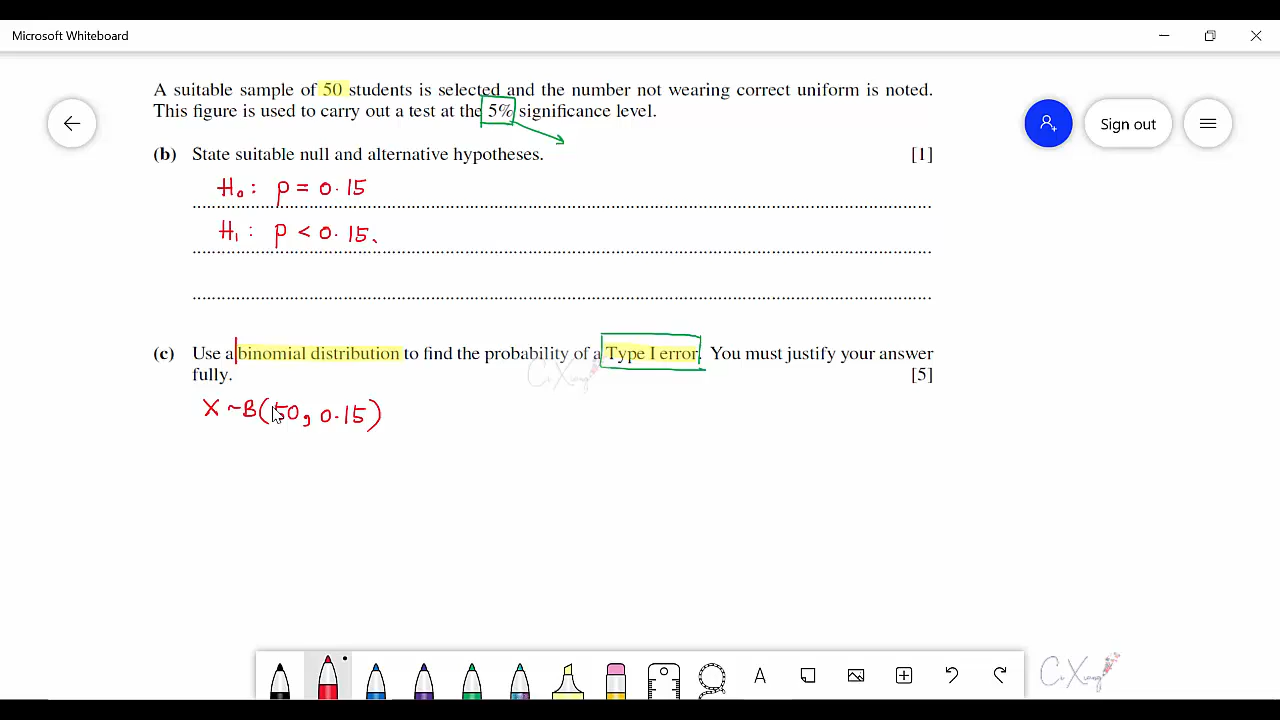 Microsoft Whiteboard
A suitable sample of 50 students is selected and the number not wearing correct uniform is noted.
This figure is used to carry out a test at the 5% significance level.
Sign out
(b) State suitable null and alternative hypotheses. [1]
H₀ : p = 0.15
H₁ : p < 0.15.
(c) Use a binomial distribution to find the probability of a Type I error. You must justify your answer
fully. [5]
Cx Xiang
X ~ B(50, 0.15)
A